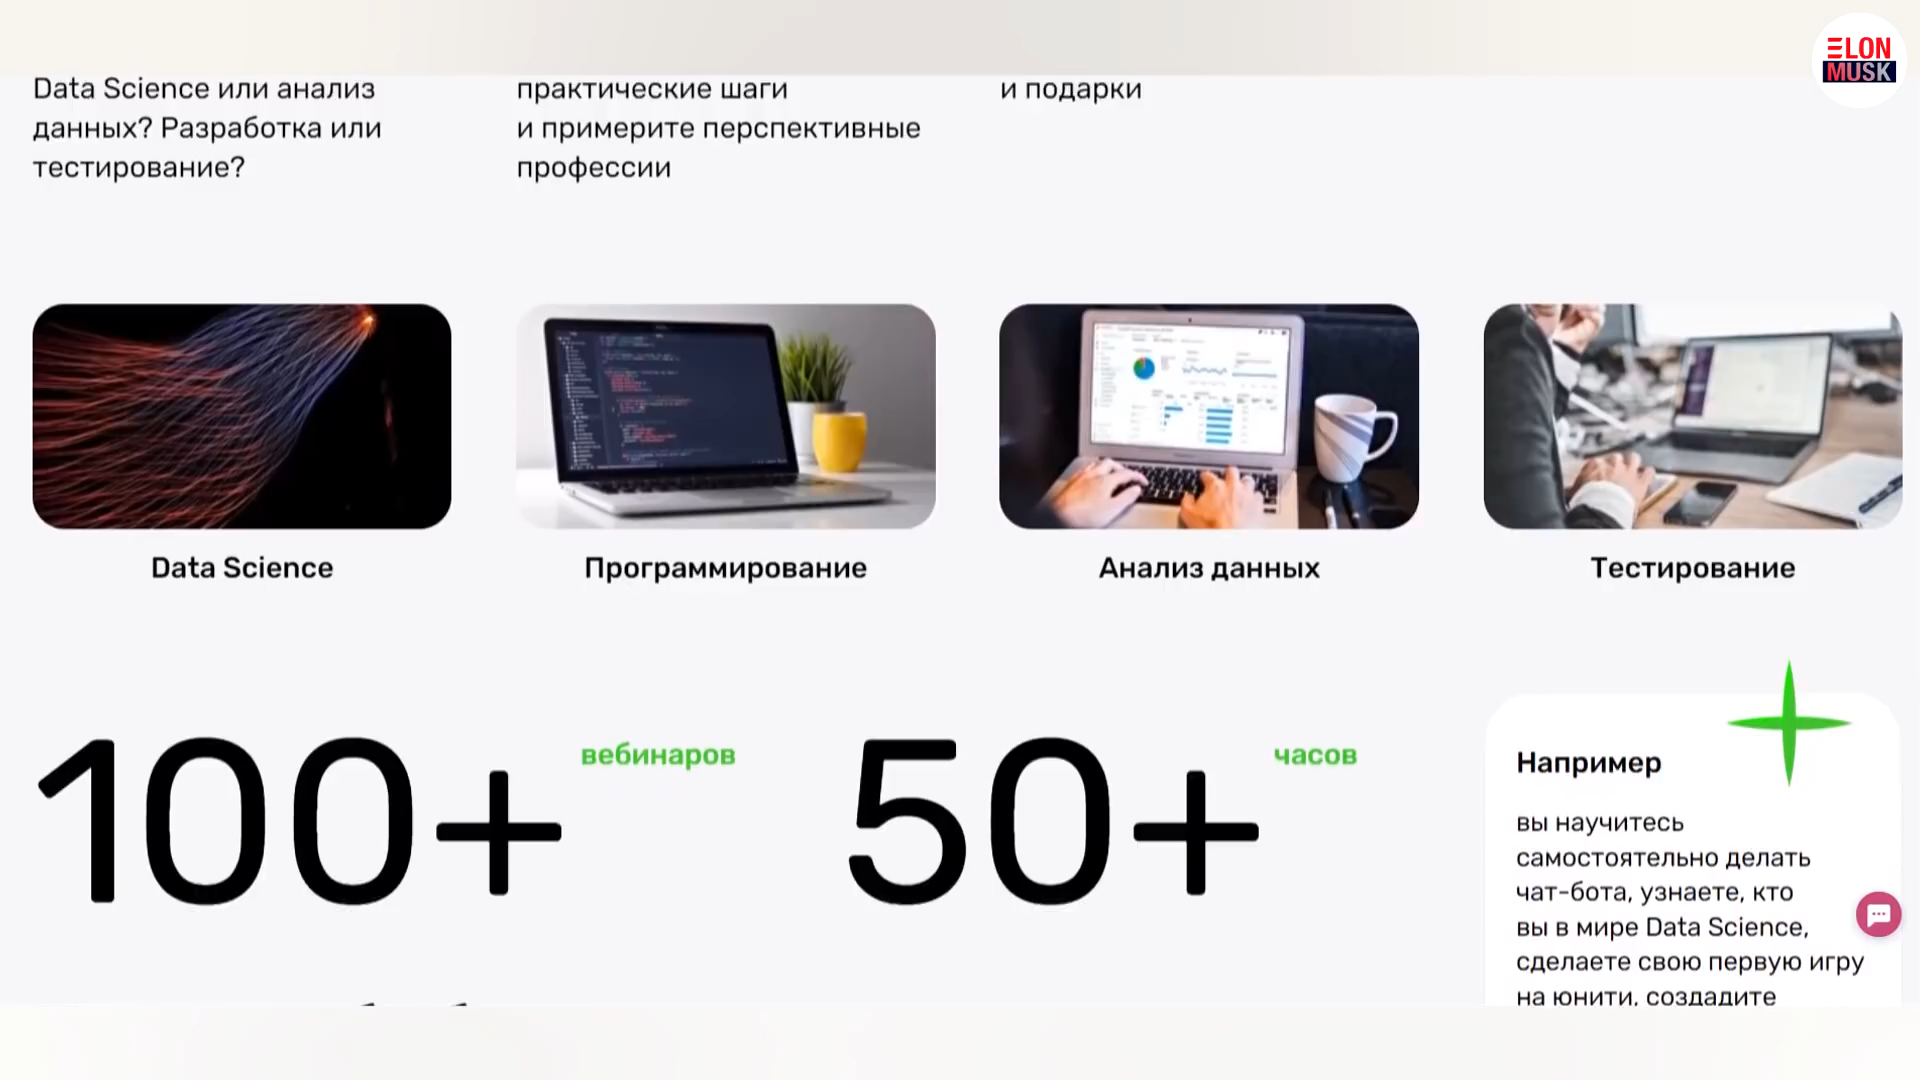 ELON
MUSK
Data Science или анализ
данных? Разработка или
тестирование?
практические шаги
и примерите перспективные
профессии
и подарки
Data Science
Программирование
Анализ данных
Тестирование
100+ вебинаров
50+ часов
Например
вы научитесь
самостоятельно делать
чат-бота, узнаете, кто
вы в мире Data Science,
сделаете свою первую игру
на юнити, создадите